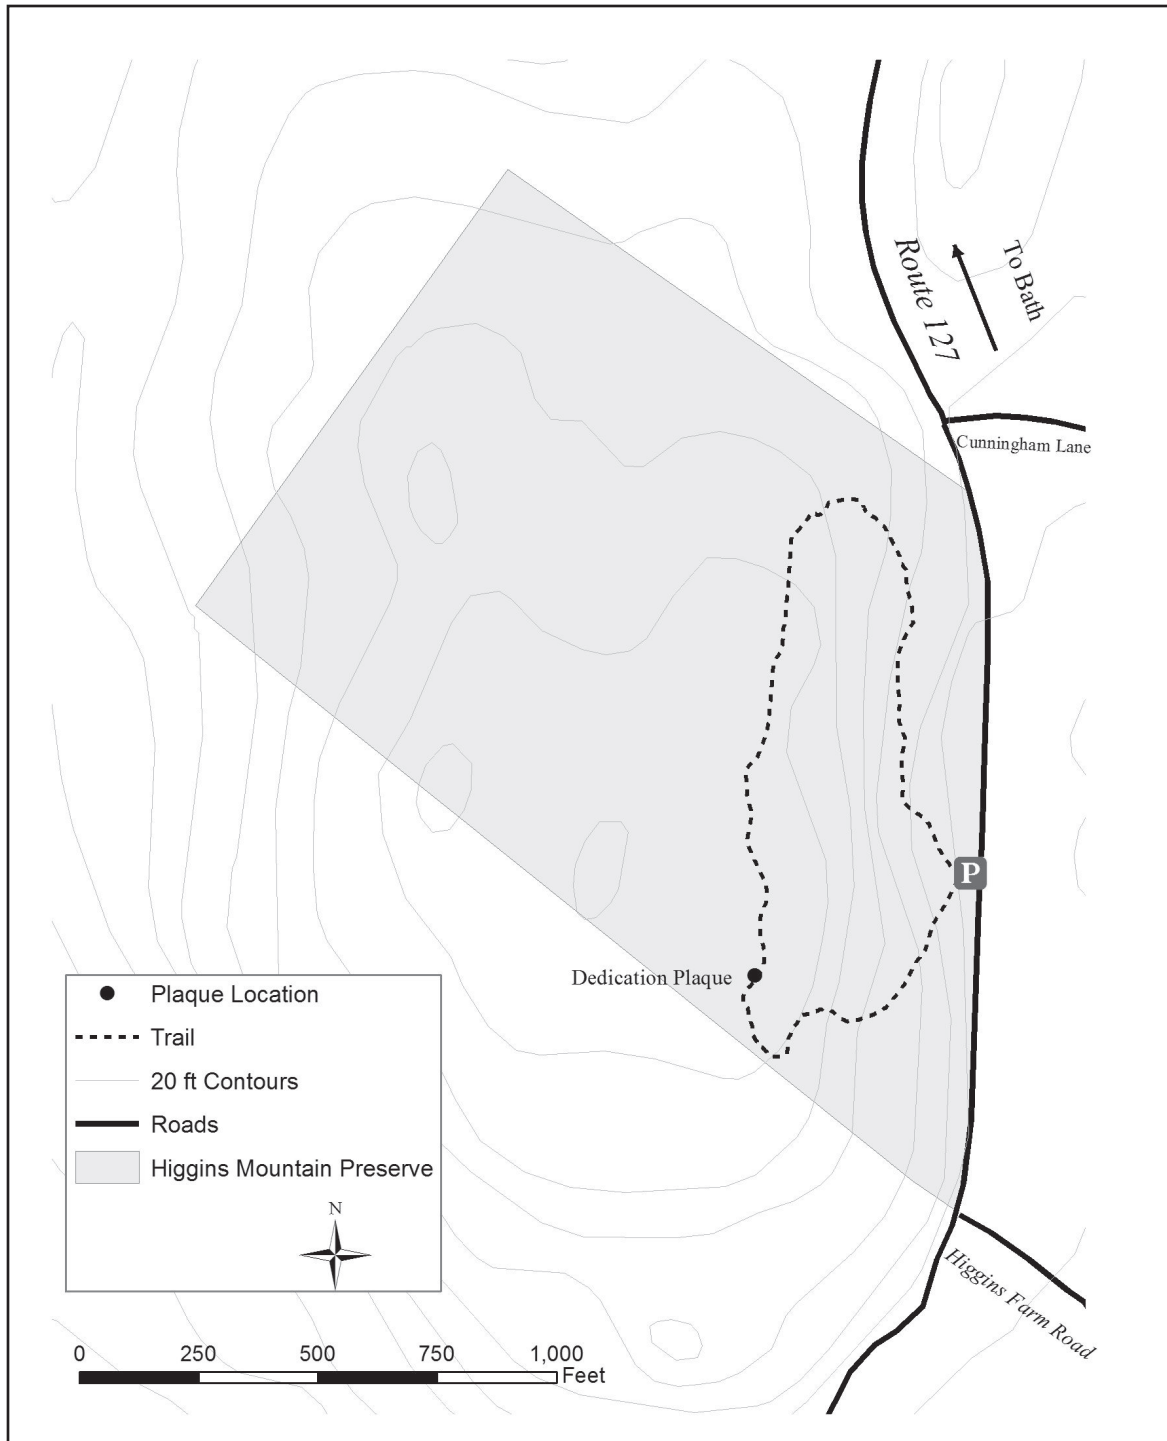 Route 127
To Bath
Cunningham Lane
P
Dedication Plaque
Plaque Location
Trail
20 ft Contours
Roads
Higgins Mountain Preserve
N
Higgins Farm Road
0 250 500 750 1,000
Feet